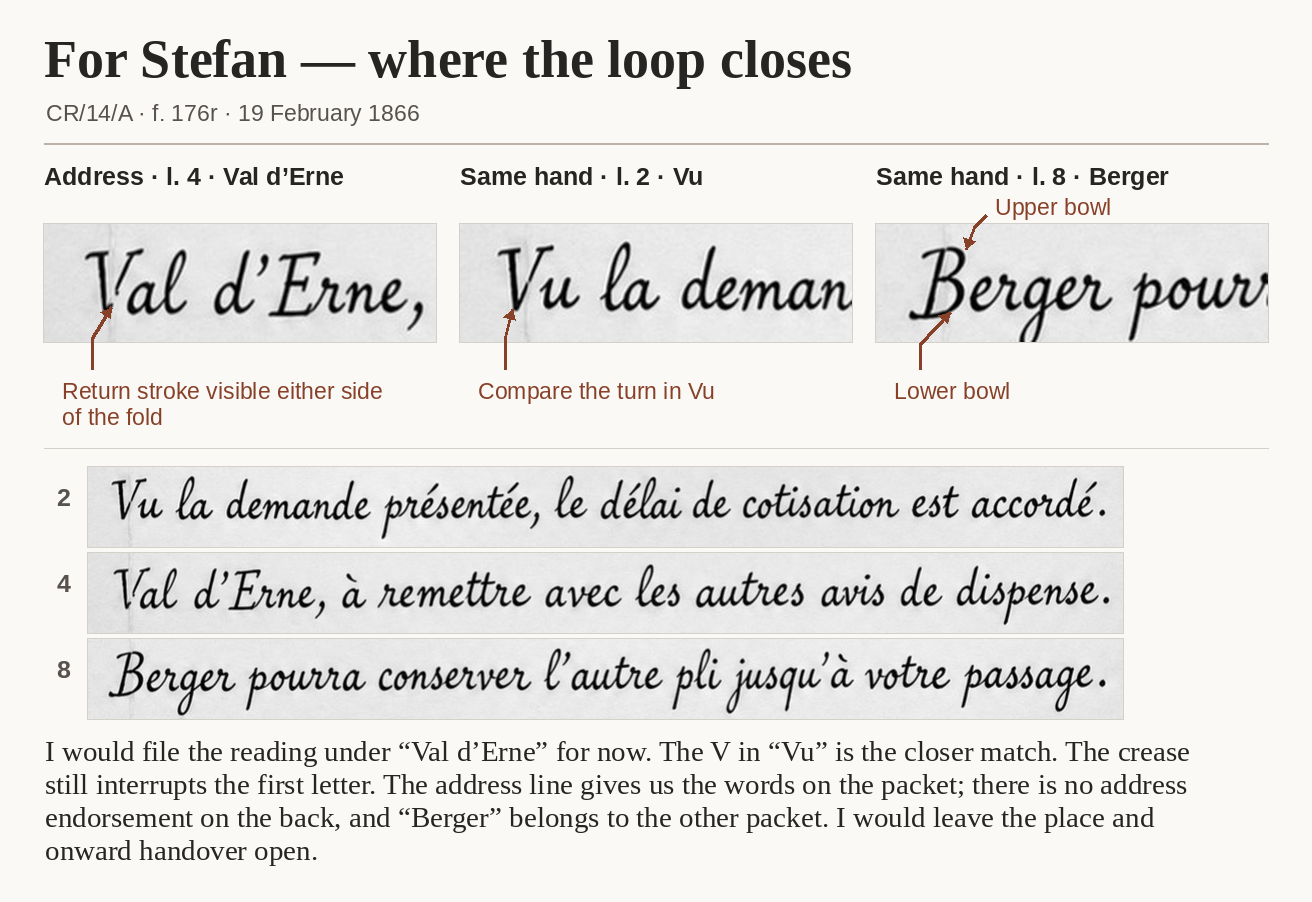 For Stefan — where the loop closes
CR/14/A · f. 176r · 19 February 1866
Address · l. 4 · Val d’Erne
Same hand · l. 2 · Vu
Same hand · l. 8 · Berger
Upper bowl
Val d’Erne,
Vu la deman
Berger pourr
Return stroke visible either side
of the fold
Compare the turn in Vu
Lower bowl
2 Vu la demande présentée, le délai de cotisation est accordé.
4 Val d’Erne, à remettre avec les autres avis de dispense.
8 Berger pourra conserver l’autre pli jusqu’à votre passage.
I would file the reading under “Val d’Erne” for now. The V in “Vu” is the closer match. The crease
still interrupts the first letter. The address line gives us the words on the packet; there is no address
endorsement on the back, and “Berger” belongs to the other packet. I would leave the place and
onward handover open.